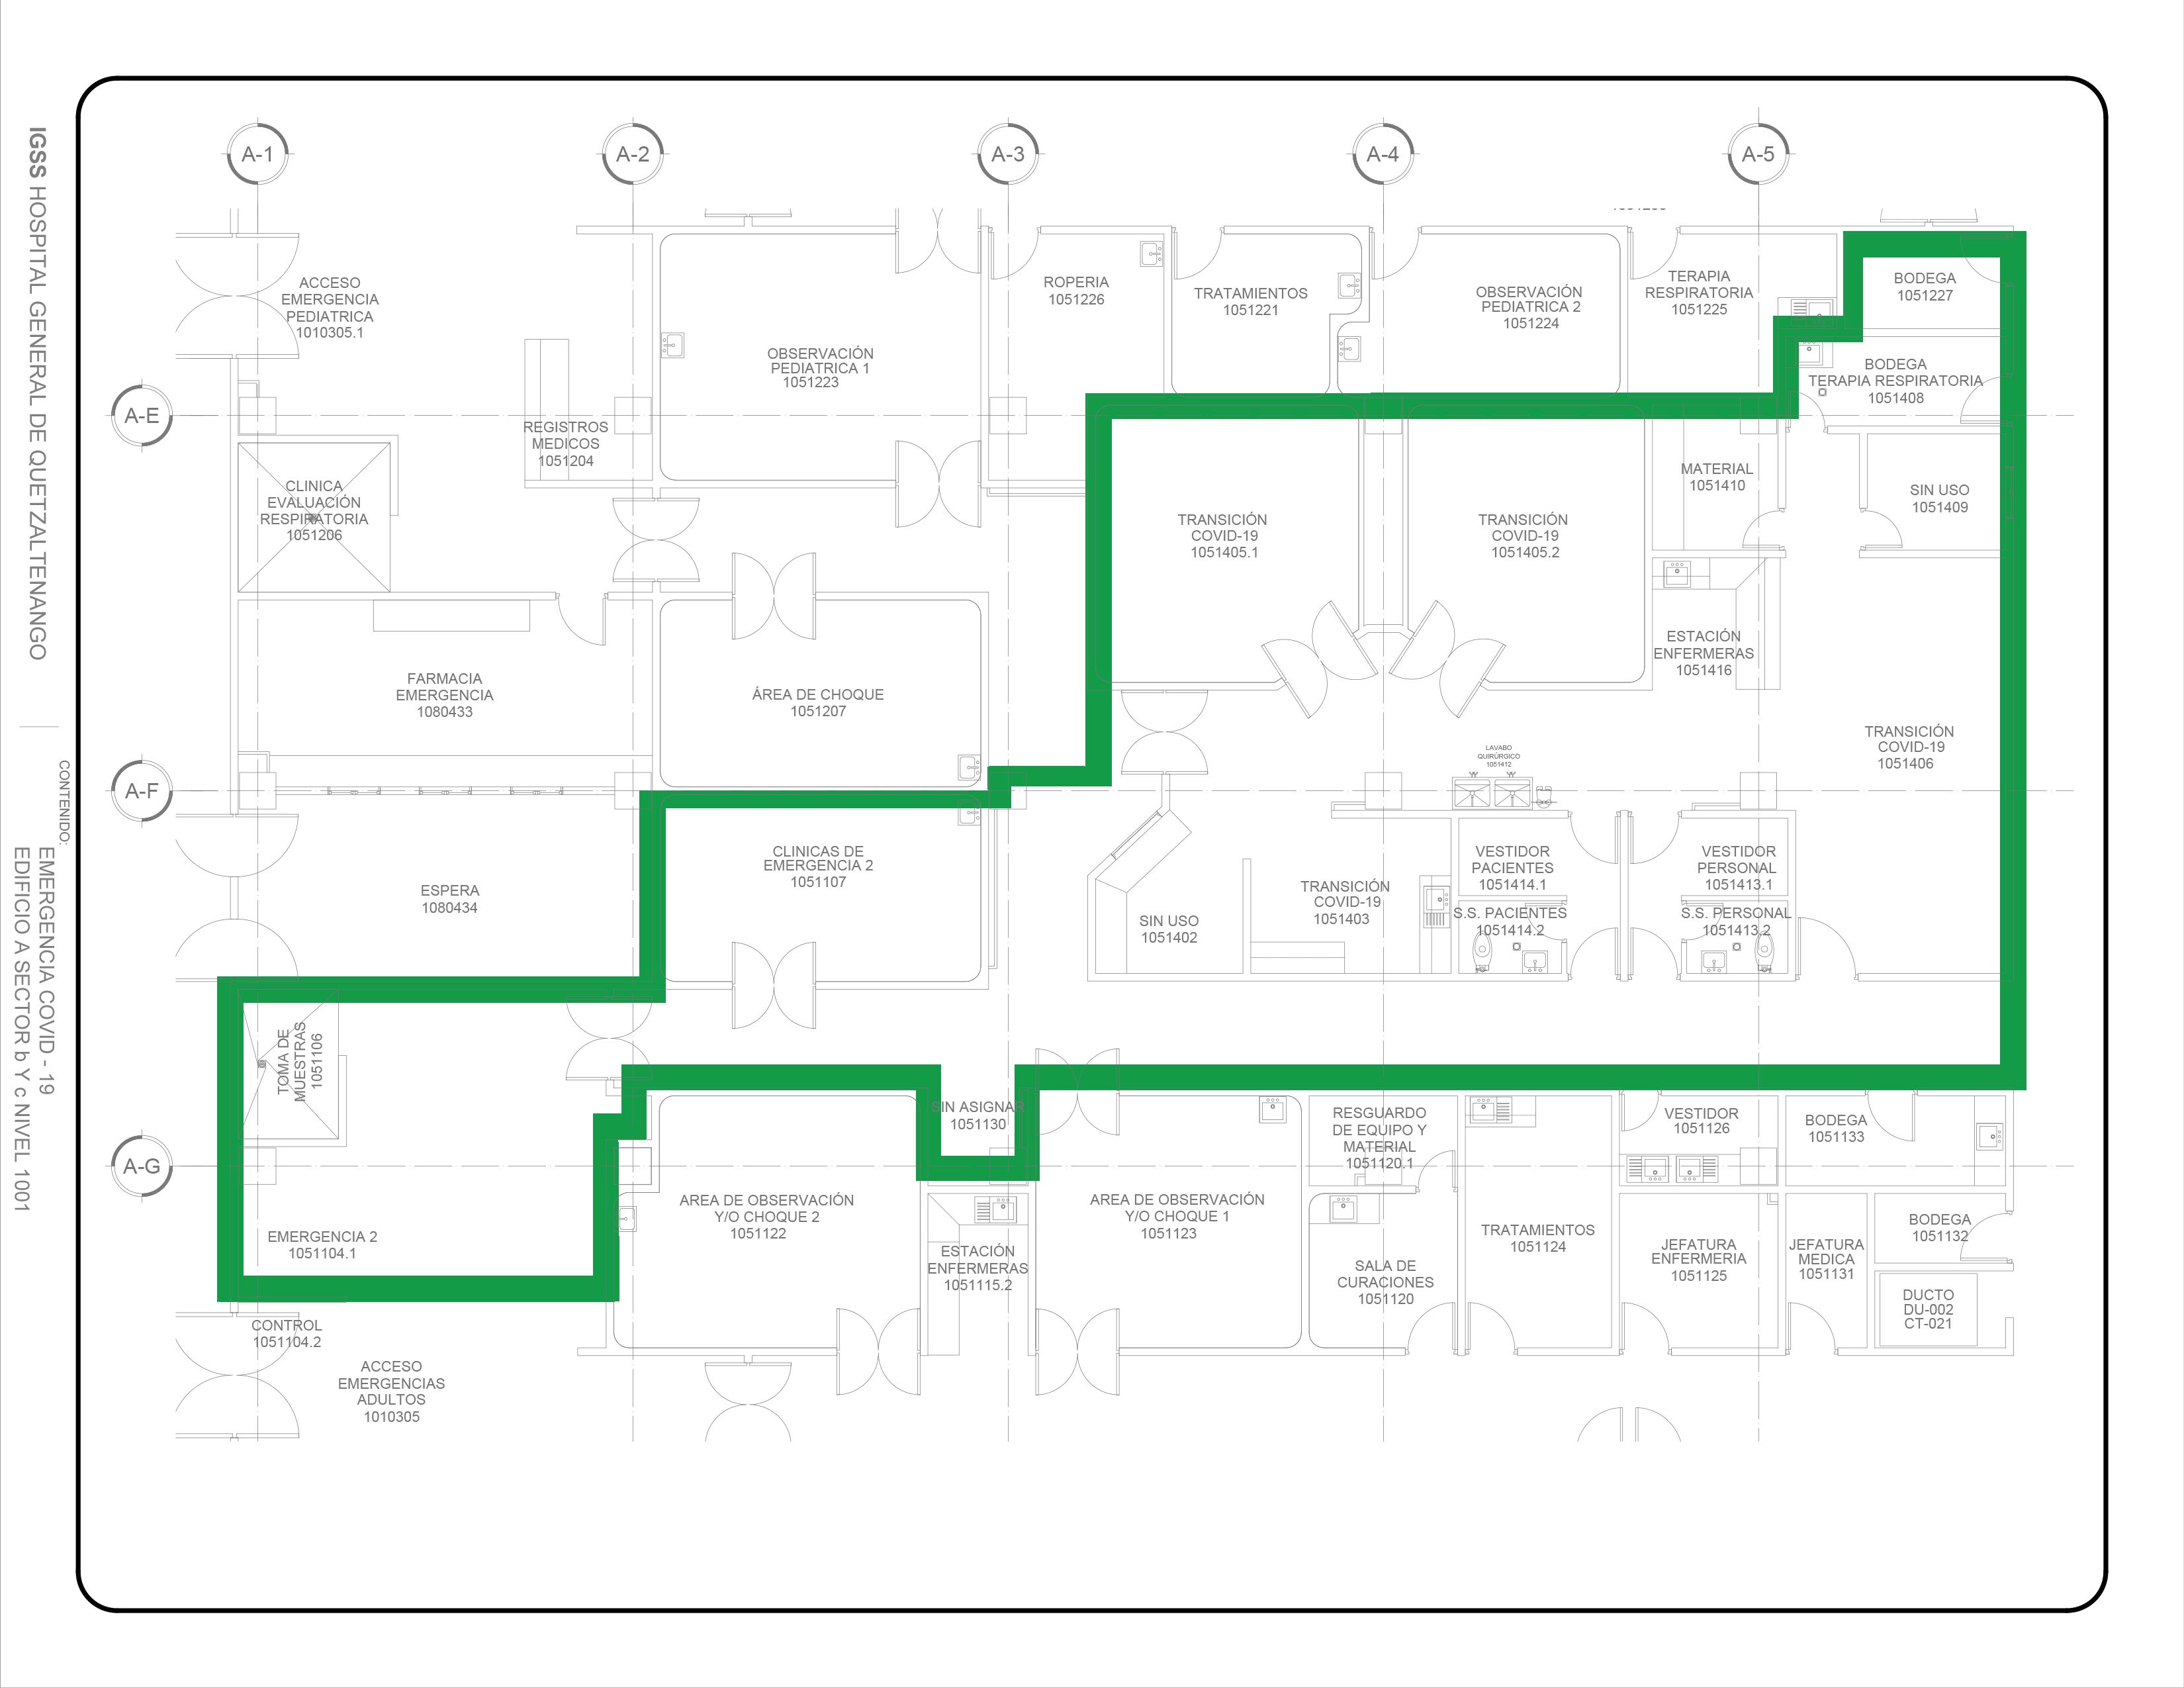 IGSS HOSPITAL GENERAL DE QUETZALTENANGO
CONTENIDO:
EMERGENCIA COVID - 19
EDIFICIO A SECTOR b Y c NIVEL 1001
A-1
A-2
A-3
A-4
A-5
A-E
A-F
A-G
ACCESO
EMERGENCIA
PEDIATRICA
1010305.1
REGISTROS
MEDICOS
1051204
OBSERVACIÓN
PEDIATRICA 1
1051223
ROPERIA
1051226
TRATAMIENTOS
1051221
OBSERVACIÓN
PEDIATRICA 2
1051224
TERAPIA
RESPIRATORIA
1051225
BODEGA
1051227
BODEGA
TERAPIA RESPIRATORIA
1051408
CLINICA
EVALUACIÓN
RESPIRATORIA
1051206
TRANSICIÓN
COVID-19
1051405.1
TRANSICIÓN
COVID-19
1051405.2
MATERIAL
1051410
SIN USO
1051409
FARMACIA
EMERGENCIA
1080433
ÁREA DE CHOQUE
1051207
ESTACIÓN
ENFERMERAS
1051416
TRANSICIÓN
COVID-19
1051406
LAVABO
QUIRÚRGICO
1051412
ESPERA
1080434
CLINICAS DE
EMERGENCIA 2
1051107
SIN USO
1051402
TRANSICIÓN
COVID-19
1051403
VESTIDOR
PACIENTES
1051414.1
S.S. PACIENTES
1051414.2
VESTIDOR
PERSONAL
1051413.1
S.S. PERSONAL
1051413.2
TOMA DE
MUESTRAS
1051106
EMERGENCIA 2
1051104.1
SIN ASIGNAR
1051130
AREA DE OBSERVACIÓN
Y/O CHOQUE 2
1051122
ESTACIÓN
ENFERMERAS
1051115.2
AREA DE OBSERVACIÓN
Y/O CHOQUE 1
1051123
RESGUARDO
DE EQUIPO Y
MATERIAL
1051120.1
SALA DE
CURACIONES
1051120
TRATAMIENTOS
1051124
VESTIDOR
1051126
JEFATURA
ENFERMERIA
1051125
BODEGA
1051133
JEFATURA
MEDICA
1051131
BODEGA
1051132
DUCTO
DU-002
CT-021
CONTROL
1051104.2
ACCESO
EMERGENCIAS
ADULTOS
1010305